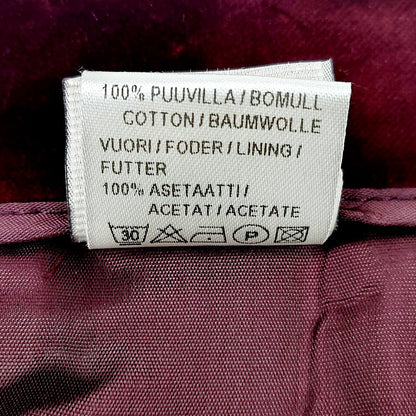 100% PUUVILLA / BOMULL
COTTON / BAUMWOLLE
VUORI / FODER / LINING /
FUTTER
100% ASETAATTI /
ACETAT / ACETATE
30 P